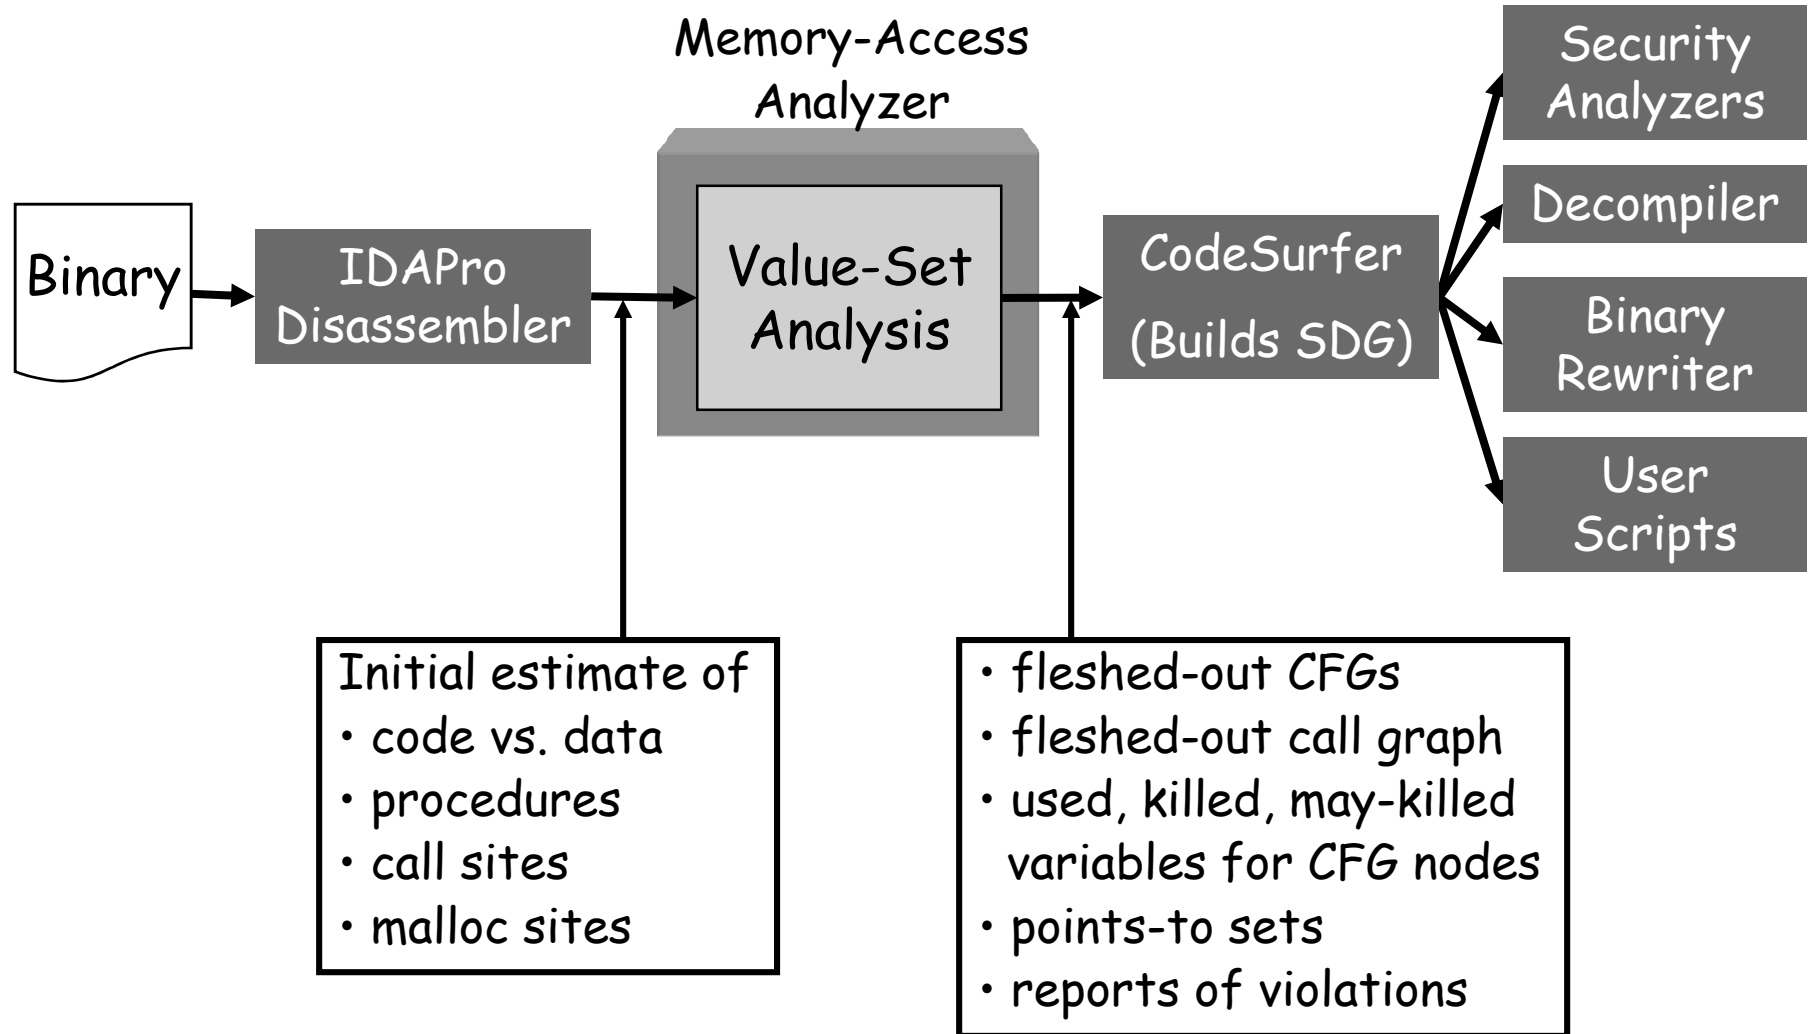 Memory-Access
Analyzer
Binary
IDAPro
Disassembler
Value-Set
Analysis
CodeSurfer
(Builds SDG)
Security
Analyzers
Decompiler
Binary
Rewriter
User
Scripts
Initial estimate of
• code vs. data
• procedures
• call sites
• malloc sites
• fleshed-out CFGs
• fleshed-out call graph
• used, killed, may-killed
variables for CFG nodes
• points-to sets
• reports of violations